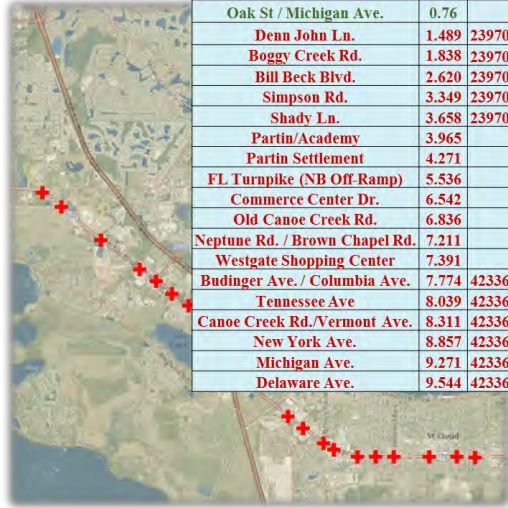 Oak St / Michigan Ave. 0.76
Denn John Ln. 1.489 23970
Boggy Creek Rd. 1.838 23970
Bill Beck Blvd. 2.620 23970
Simpson Rd. 3.349 23970
Shady Ln. 3.658 23970
Partin/Academy 3.965
Partin Settlement 4.271
FL Turnpike (NB Off-Ramp) 5.536
Commerce Center Dr. 6.542
Old Canoe Creek Rd. 6.836
Neptune Rd. / Brown Chapel Rd. 7.211
Westgate Shopping Center 7.391
Budinger Ave. / Columbia Ave. 7.774 42336
Tennessee Ave 8.039 42336
Canoe Creek Rd./Vermont Ave. 8.311 42336
New York Ave. 8.857 42336
Michigan Ave. 9.271 42336
Delaware Ave. 9.544 42336
St Cloud